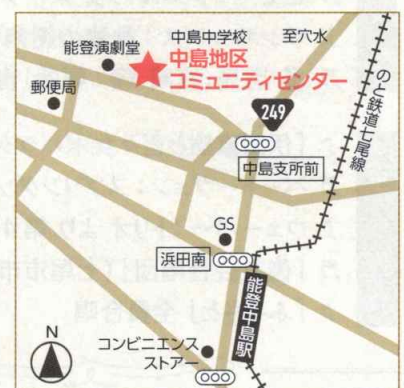 中島中学校
至穴水
能登演劇堂
中島地区
コミュニティセンター
郵便局
249
のと鉄道七尾線
中島支所前
GS
浜田南
能登中島駅
N
コンビニエンス
ストアー